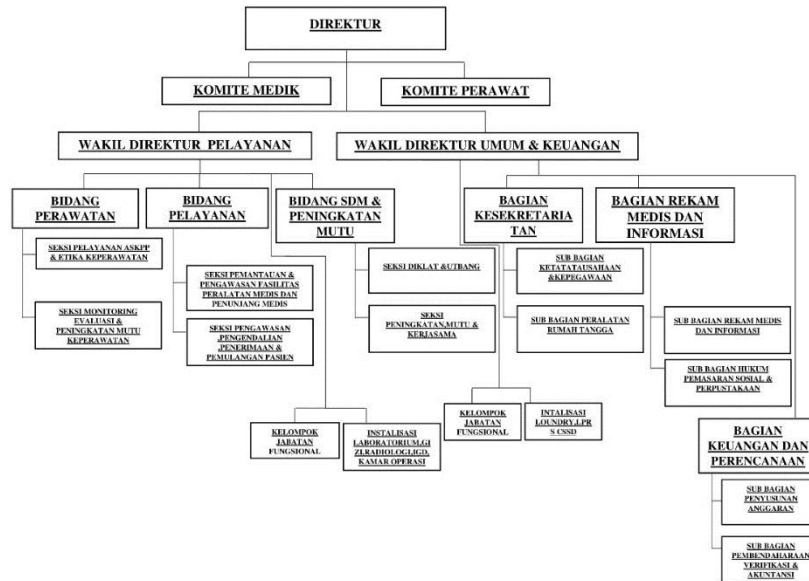 DIREKTUR
KOMITE MEDIK
KOMITE PERAWAT
WAKIL DIREKTUR PELAYANAN
WAKIL DIREKTUR UMUM & KEUANGAN
BIDANG
PERAWATAN
BIDANG
PELAYANAN
BIDANG SDM &
PENINGKATAN
MUTU
BAGIAN
KESEKRETARIA
TAN
BAGIAN REKAM
MEDIS DAN
INFORMASI
SEKSI PELAYANAN ASKPP
& ETIKA KEPERAWATAN
SEKSI MONITORING
EVALUASI &
PENINGKATAN MUTU
KEPERAWATAN
SEKSI PEMANTAUAN &
PENGAWASAN FASILITAS
PERALATAN MEDIS DAN
PENUNJANG MEDIS
SEKSI PENGAWASAN
,PENGENDALIAN
,PENERIMAAN &
PEMULANGAN PASIEN
SEKSI DIKLAT &UTBANG
SEKSI
PENINGKATAN,MUTU &
KERJASAMA
SUB BAGIAN
KETATATAUSAHAAN
&KEPEGAWAAN
SUB BAGIAN PERALATAN
RUMAH TANGGA
SUB BAGIAN REKAM MEDIS
DAN INFORMASI
SUB BAGIAN HUKUM
PEMASARAN SOSIAL &
PERPUSTAKAAN
KELOMPOK
JABATAN
FUNGSIONAL
INSTALISASI
LABORATORIUM,GI
ZI,RADIOLOGI,IGD,
KAMAR OPERASI
KELOMPOK
JABATAN
FUNGSIONAL
INTALISASI
LOUNDRY,LPR
S CSSD
BAGIAN
KEUANGAN DAN
PERENCANAAN
SUB BAGIAN
PENYUSUNAN
ANGGARAN
SUB BAGIAN
PEMBENDAHARAAN
VERIFIKASI &
AKUNTANSI